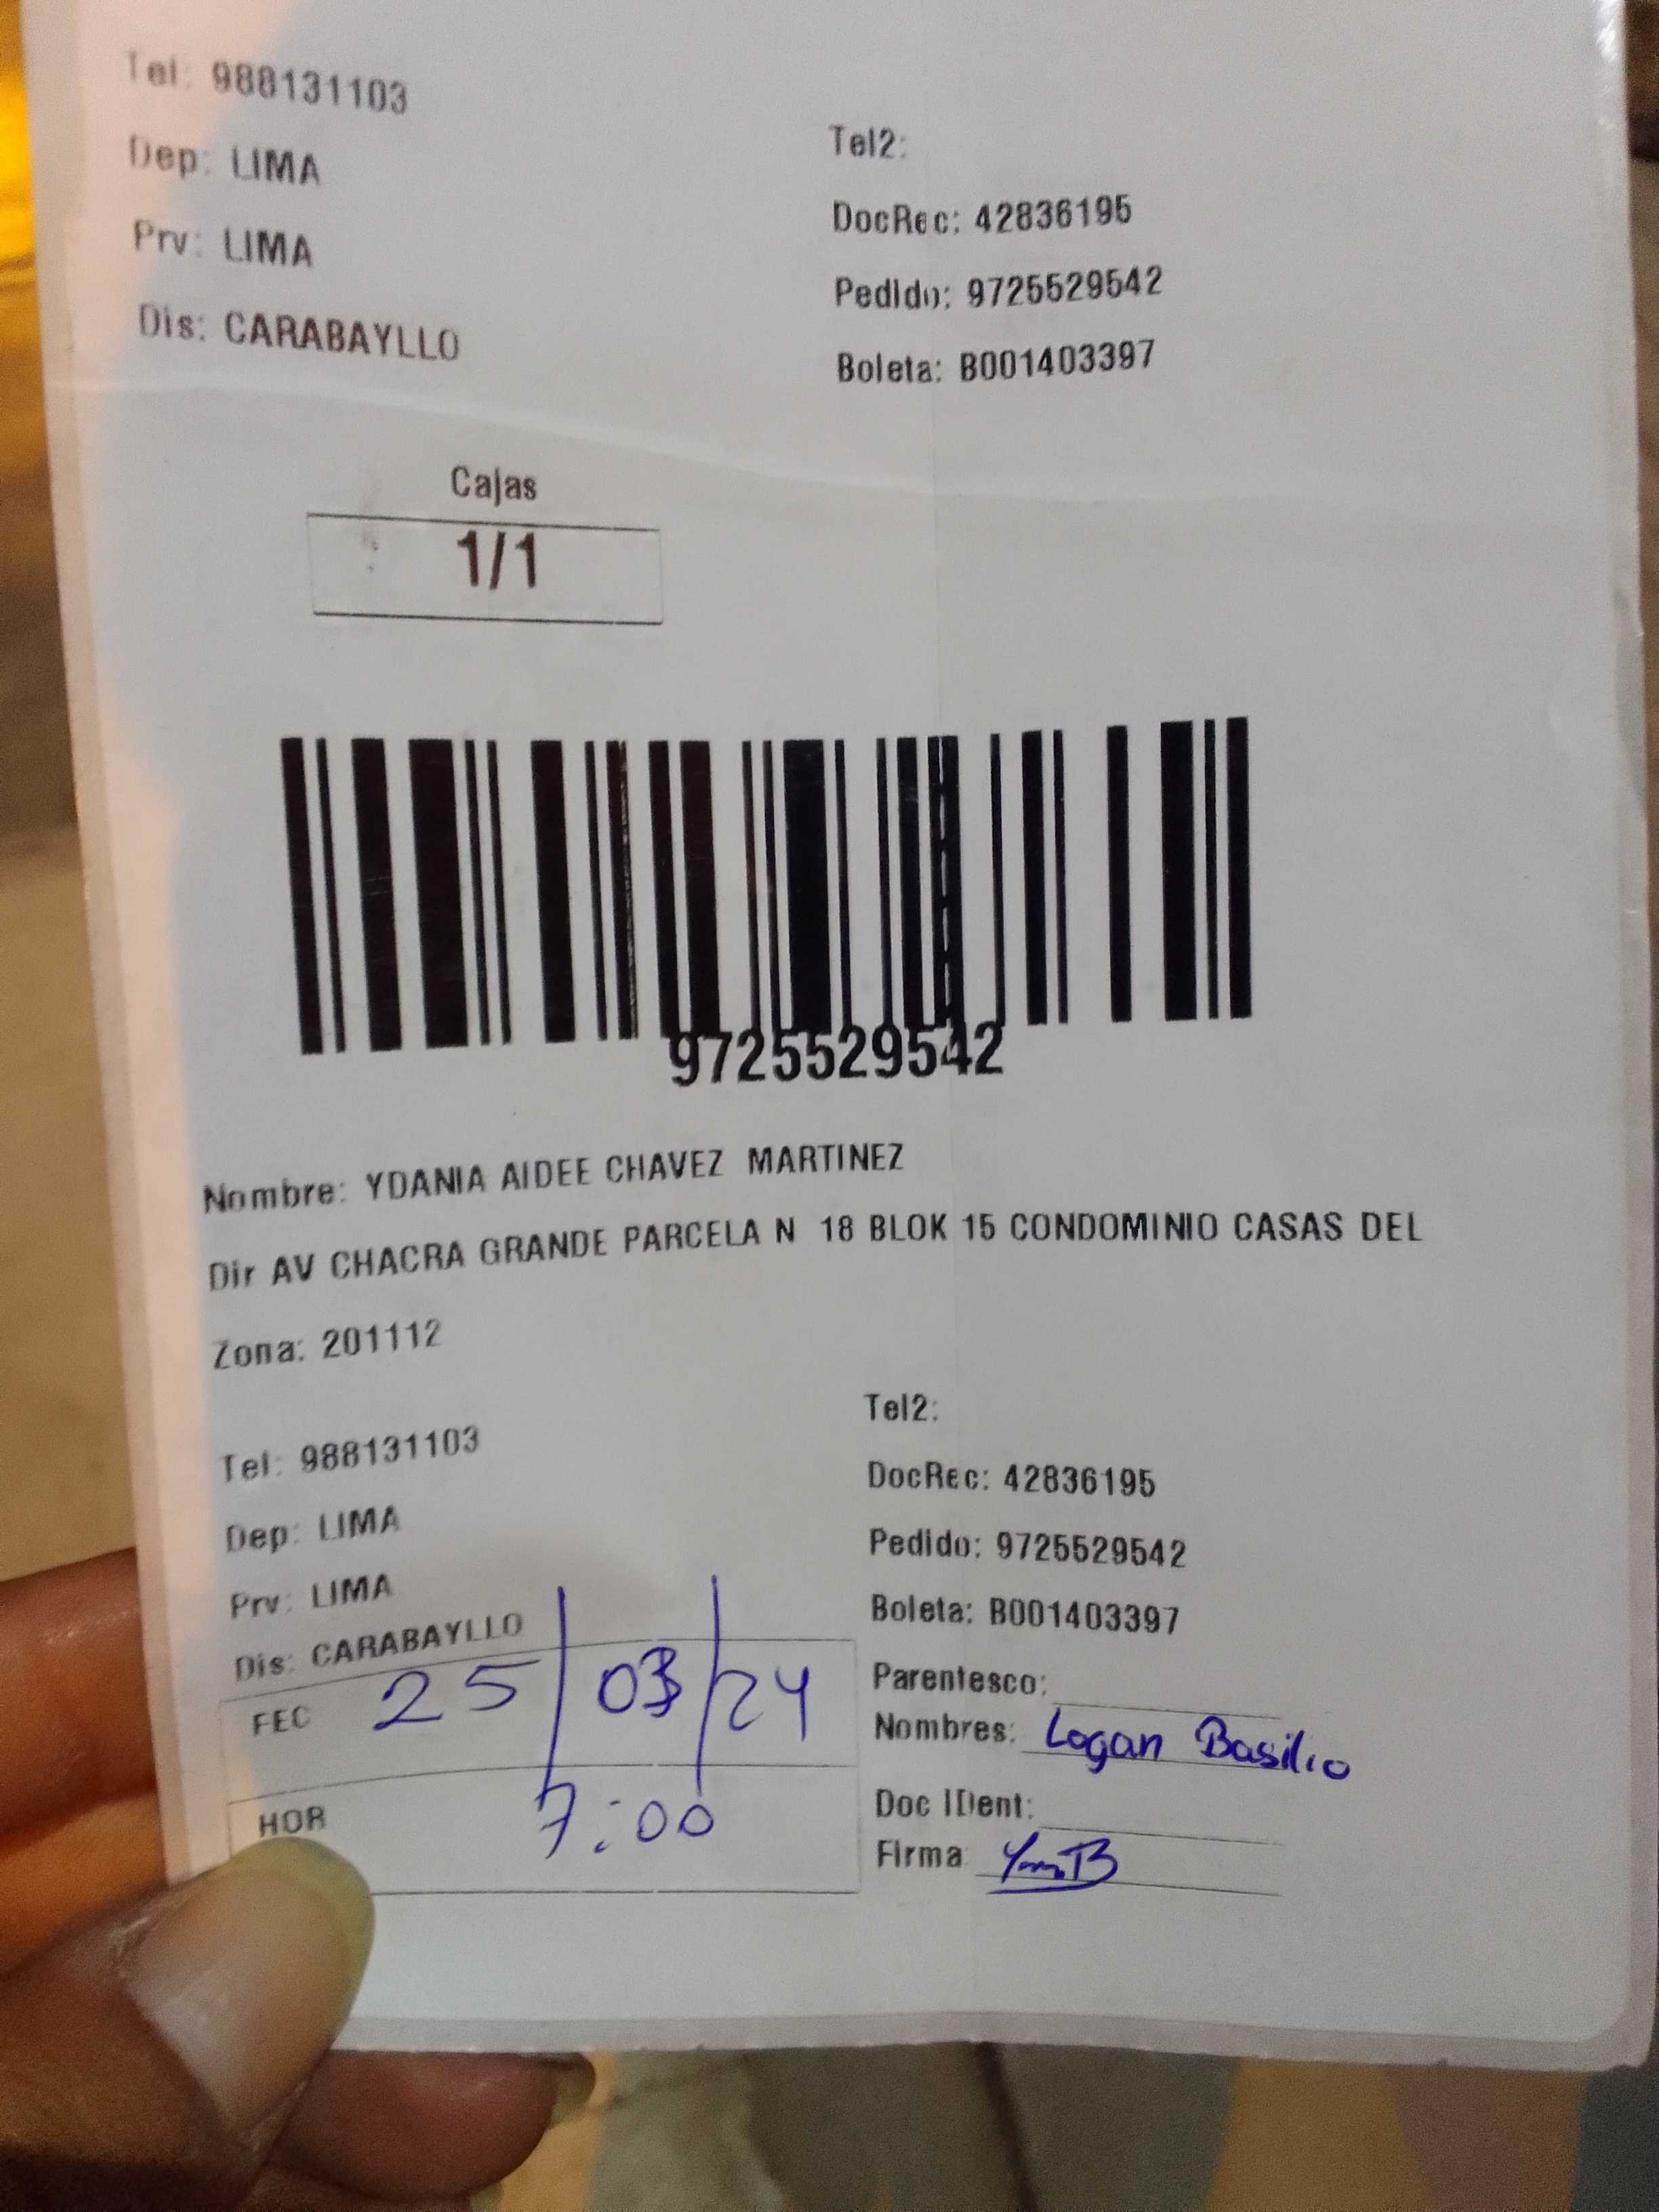 Tel: 988131103
Dep: LIMA
Prv: LIMA
Dis: CARABAYLLO
Tel2:
DocRec: 42836195
Pedido: 9725529542
Boleta: B001403397
Cajas
1/1
9725529542
Nombre: YDANIA AIDEE CHAVEZ MARTINEZ
Dir AV CHACRA GRANDE PARCELA N 18 BLOK 15 CONDOMINIO CASAS DEL
Zona: 201112
Tel: 988131103
Dep: LIMA
Prv: LIMA
Dis: CARABAYLLO
FEC 25/03/24
HOR 7:00
Tel2:
DocRec: 42836195
Pedido: 9725529542
Boleta: B001403397
Parentesco:
Nombres: Logan Basilio
Doc IDent:
Firma